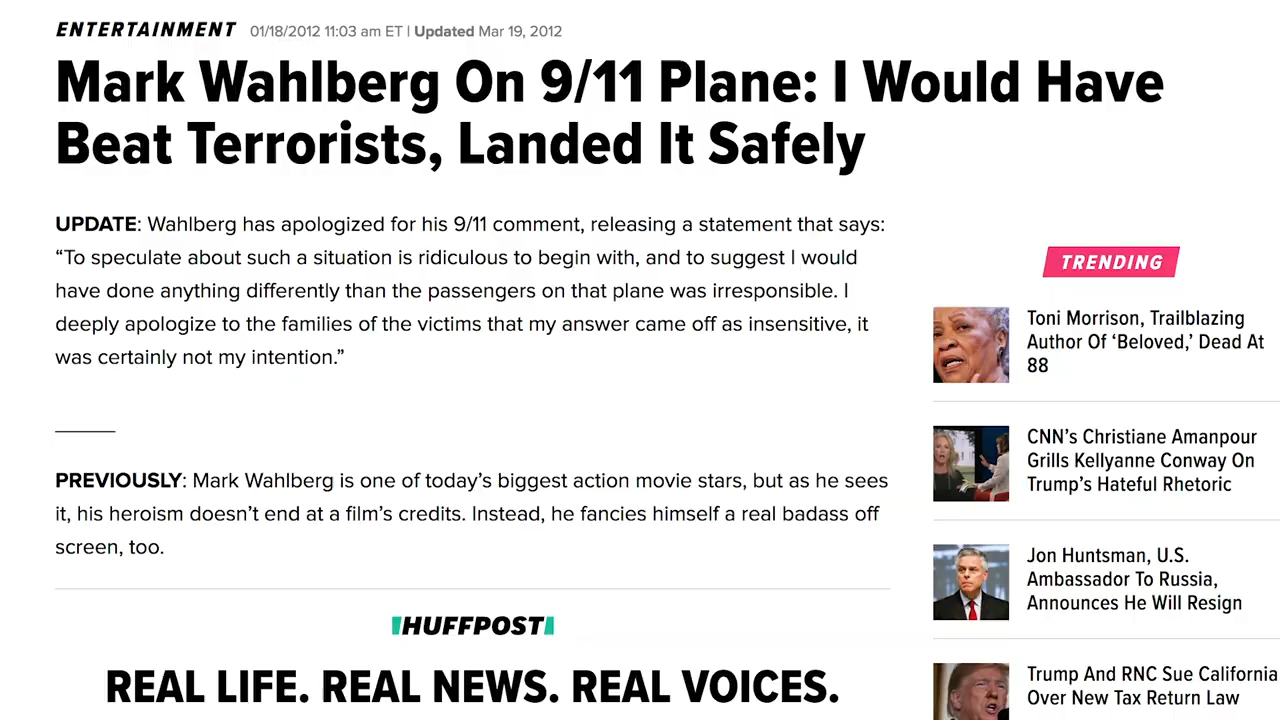 ENTERTAINMENT 01/18/2012 11:03 am ET | Updated Mar 19, 2012
Mark Wahlberg On 9/11 Plane: I Would Have
Beat Terrorists, Landed It Safely
UPDATE: Wahlberg has apologized for his 9/11 comment, releasing a statement that says:
“To speculate about such a situation is ridiculous to begin with, and to suggest I would
have done anything differently than the passengers on that plane was irresponsible. I
deeply apologize to the families of the victims that my answer came off as insensitive, it
was certainly not my intention.”
PREVIOUSLY: Mark Wahlberg is one of today’s biggest action movie stars, but as he sees
it, his heroism doesn’t end at a film’s credits. Instead, he fancies himself a real badass off
screen, too.
HUFFPOST
REAL LIFE. REAL NEWS. REAL VOICES.
TRENDING
Toni Morrison, Trailblazing
Author Of ‘Beloved,’ Dead At
88
CNN’s Christiane Amanpour
Grills Kellyanne Conway On
Trump’s Hateful Rhetoric
Jon Huntsman, U.S.
Ambassador To Russia,
Announces He Will Resign
Trump And RNC Sue California
Over New Tax Return Law